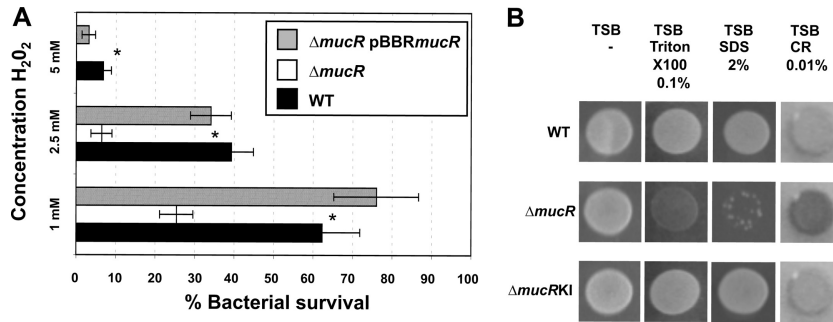 A
Concentration H₂0₂
5 mM
2.5 mM
1 mM
*
*
*
ΔmucR pBBRmucR
ΔmucR
WT
0 10 20 30 40 50 60 70 80 90 100
% Bacterial survival
B
TSB
-
TSB
Triton
X100
0.1%
TSB
SDS
2%
TSB
CR
0.01%
WT
ΔmucR
ΔmucRKI